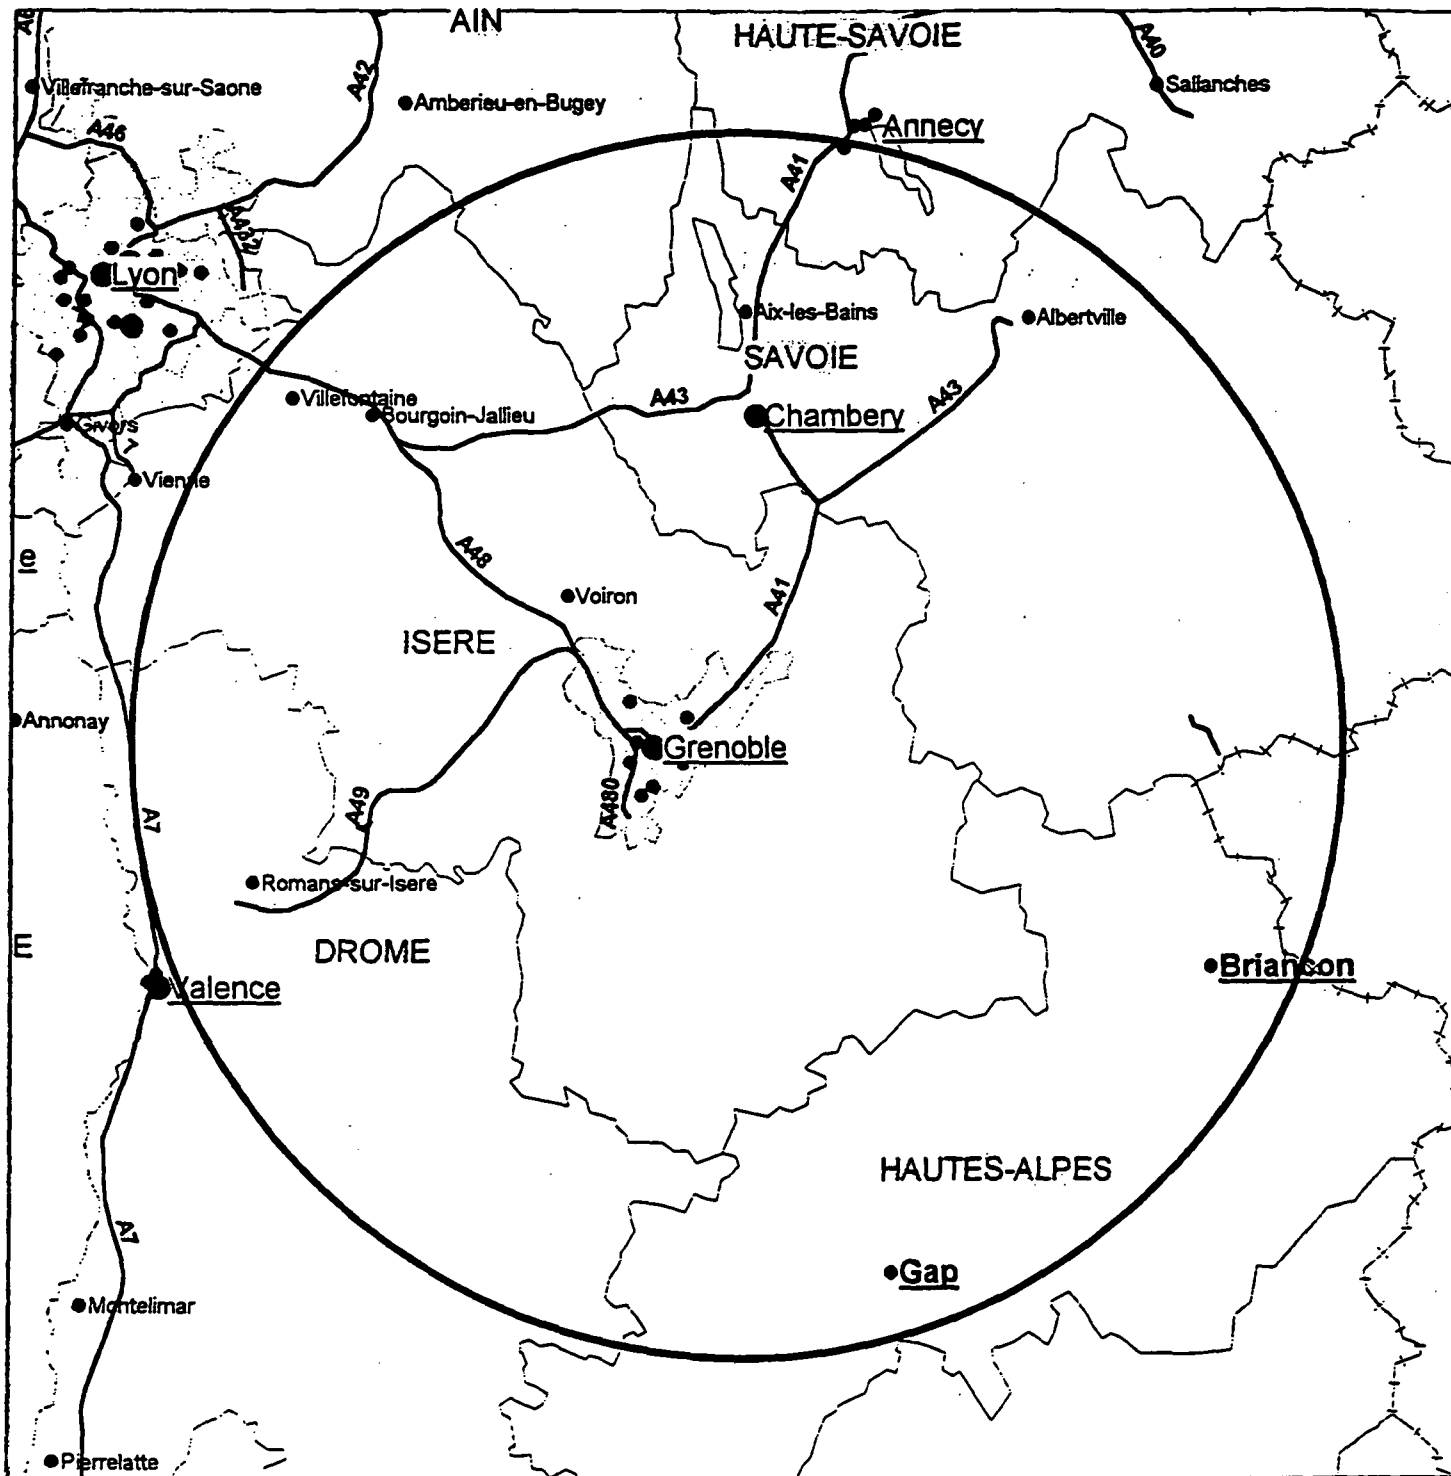 AIN
HAUTE-SAVOIE
A40
A42
Villefranche-sur-Saone
Amberieu-en-Bugey
Sallanches
A46
Annecy
A41
Lyon
Aix-les-Bains
Albertville
SAVOIE
Villefontaine
Bourgoin-Jallieu
A43
A43
Chambery
Givors
Vienne
e
A48
Voiron
A41
ISERE
Annonay
Grenoble
A49
A480
A7
Romans-sur-Isere
DROME
E
Briancon
Valence
HAUTES-ALPES
A7
Gap
Montelimar
Pierrelatte